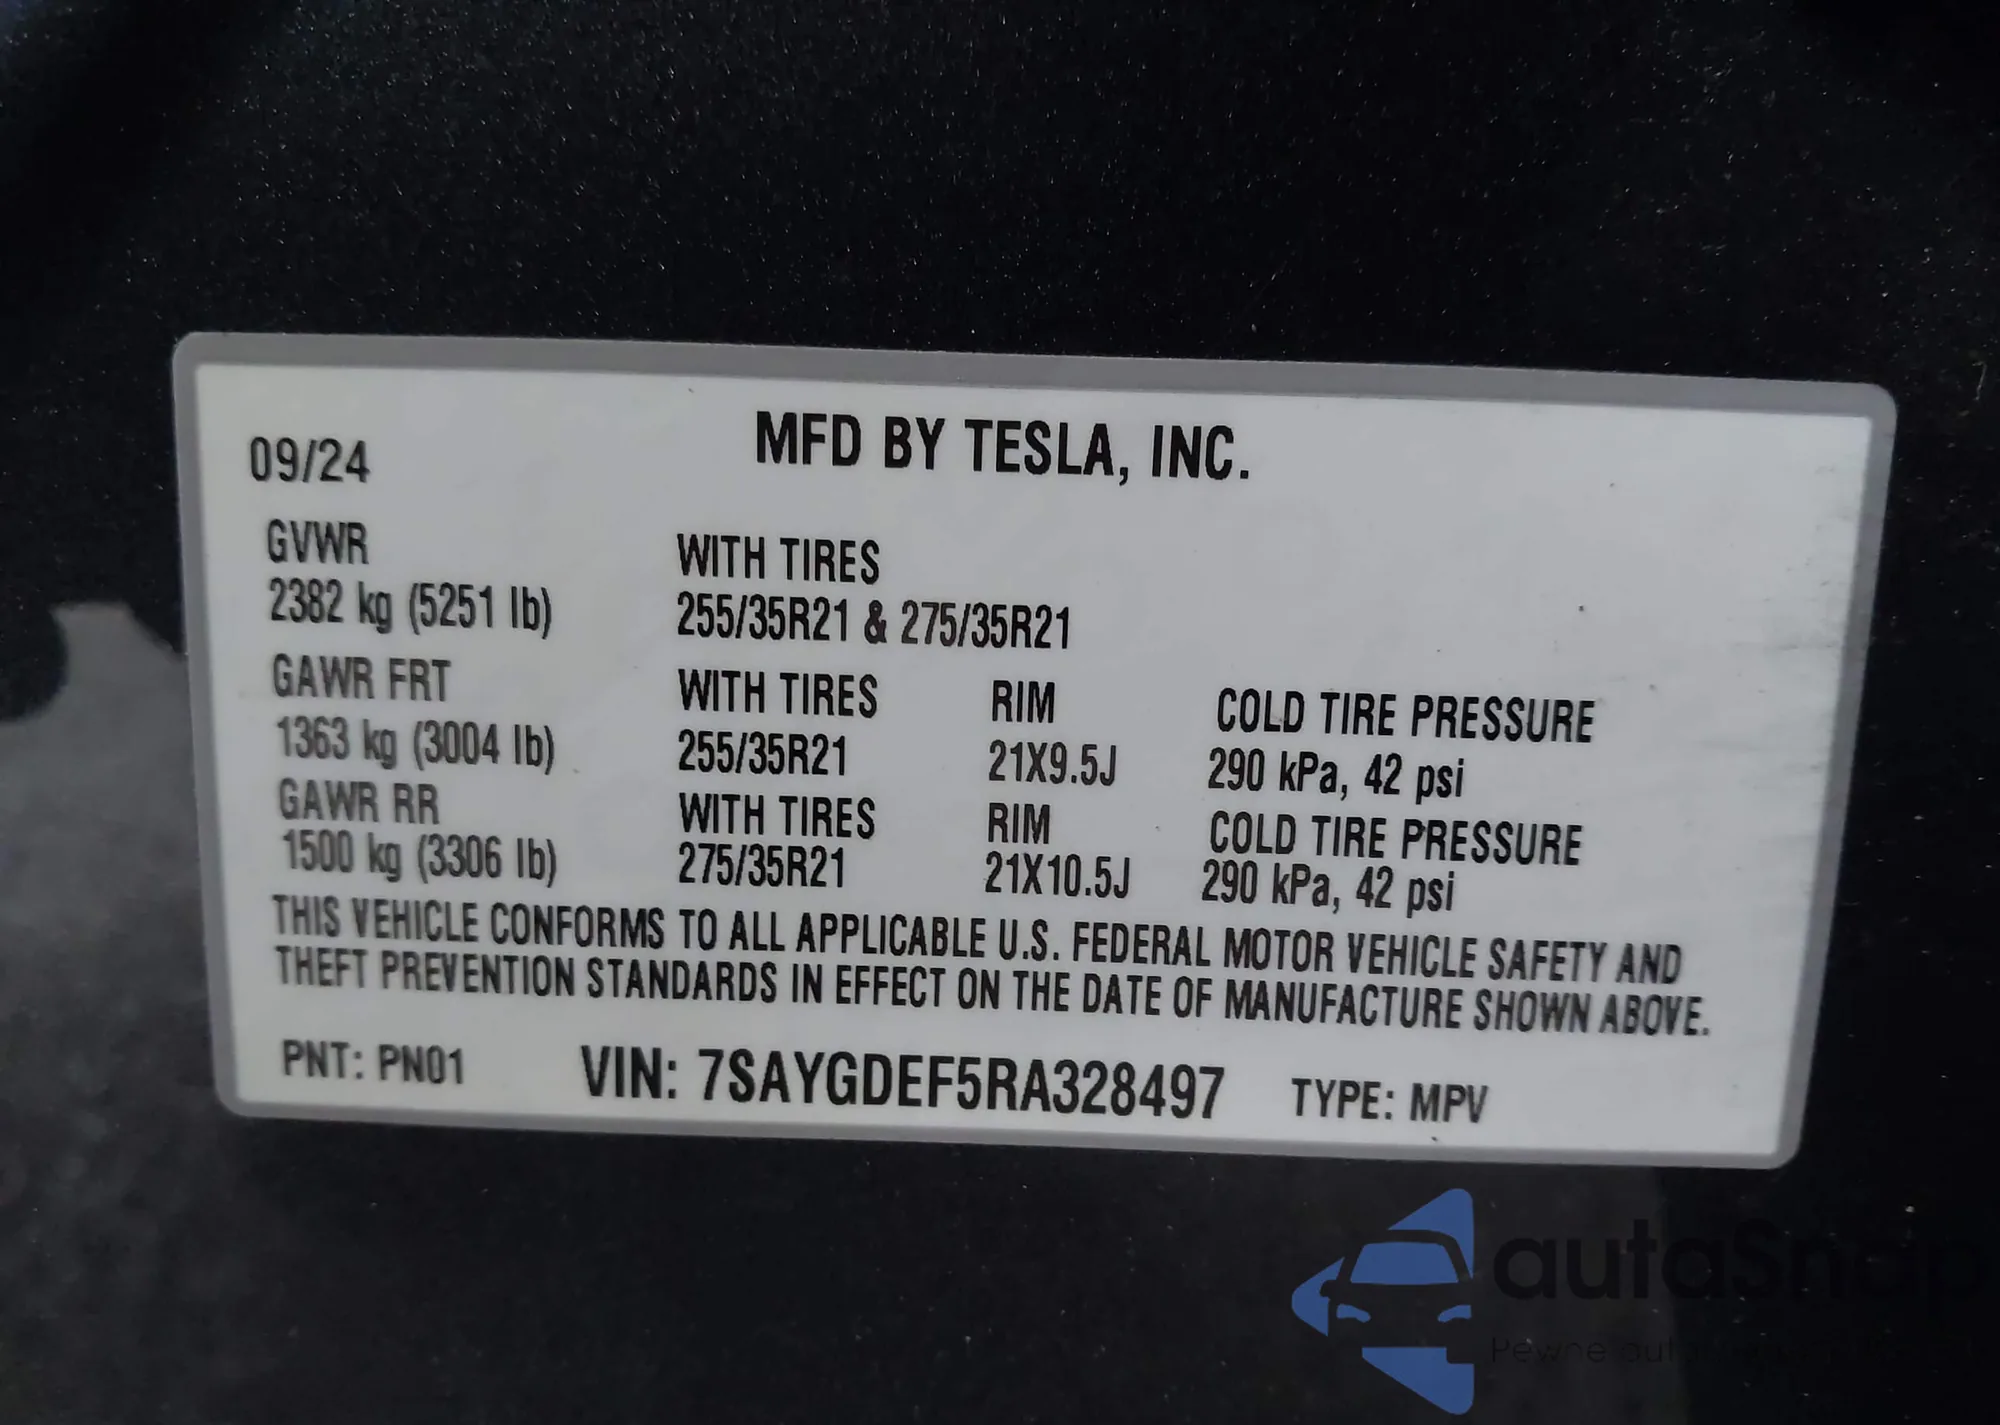 09/24 MFD BY TESLA, INC.
GVWR WITH TIRES
2382 kg (5251 lb) 255/35R21 & 275/35R21
GAWR FRT WITH TIRES RIM COLD TIRE PRESSURE
1363 kg (3004 lb) 255/35R21 21X9.5J 290 kPa, 42 psi
GAWR RR WITH TIRES RIM COLD TIRE PRESSURE
1500 kg (3306 lb) 275/35R21 21X10.5J 290 kPa, 42 psi
THIS VEHICLE CONFORMS TO ALL APPLICABLE U.S. FEDERAL MOTOR VEHICLE SAFETY AND
THEFT PREVENTION STANDARDS IN EFFECT ON THE DATE OF MANUFACTURE SHOWN ABOVE.
PNT: PN01 VIN: 7SAYGDEF5RA328497 TYPE: MPV
autaSnap
Pewne auta